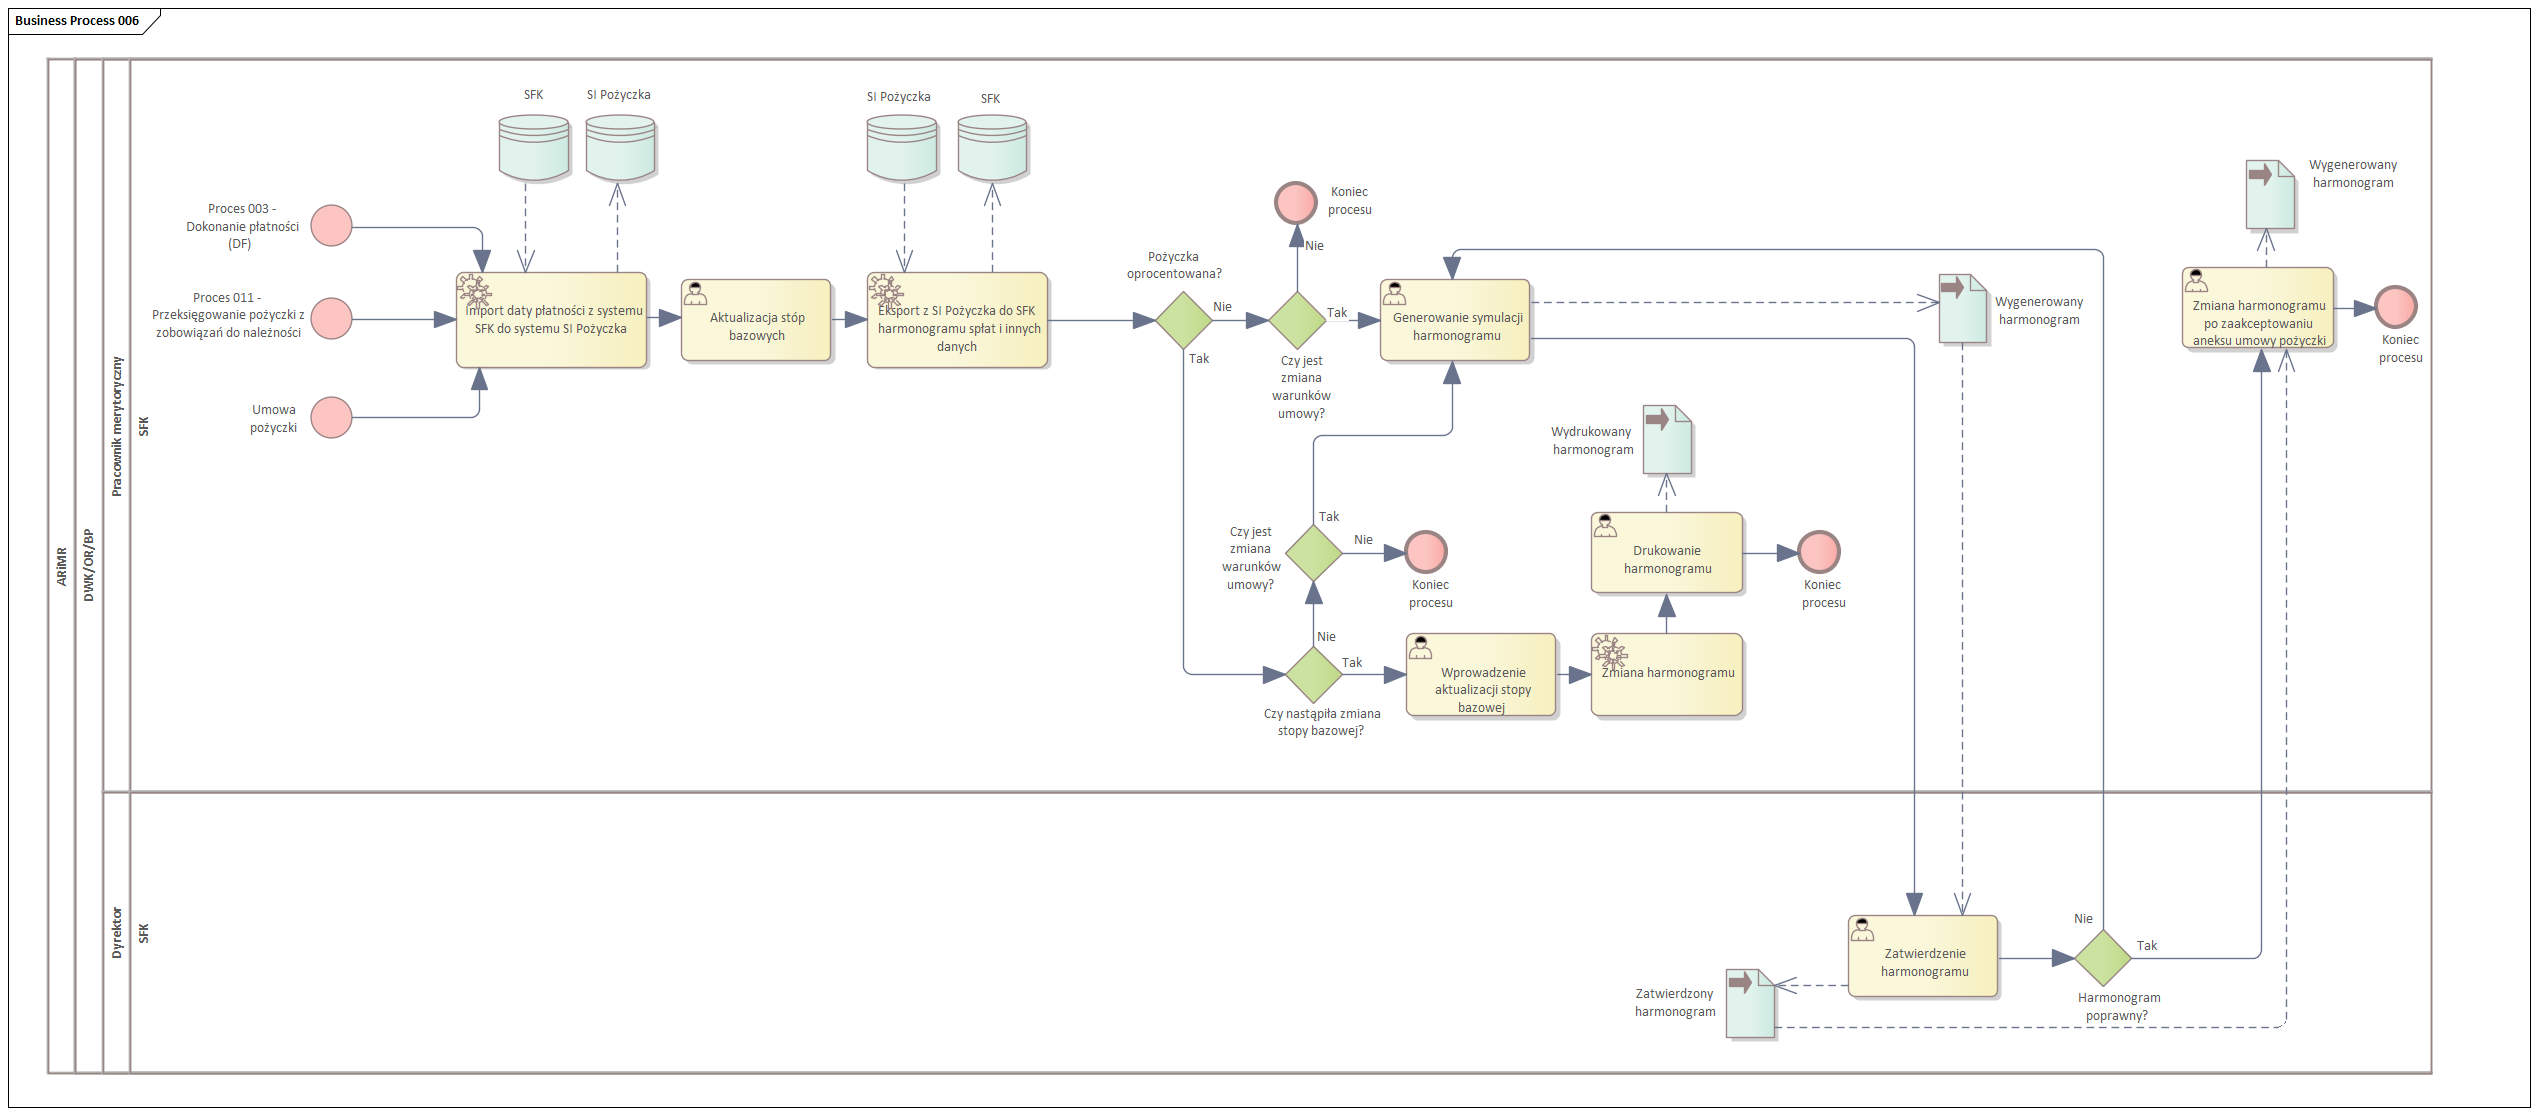 Business Process 006
ARiMR
DWK/OR/BP
Pracownik merytoryczny
SFK
SFK
SI Pożyczka
SI Pożyczka
SFK
Proces 003 -
Dokonanie płatności
(DF)
Proces 011 -
Przeksięgowanie pożyczki z
zobowiązań do należności
Umowa
pożyczki
Import daty płatności z systemu
SFK do systemu SI Pożyczka
Aktualizacja stóp
bazowych
Eksport z SI Pożyczka do SFK
harmonogramu spłat i innych
danych
Pożyczka
oprocentowana?
Nie
Tak
Koniec
procesu
Nie
Tak
Czy jest
zmiana
warunków
umowy?
Generowanie symulacji
harmonogramu
Wygenerowany
harmonogram
Wygenerowany
harmonogram
Zmiana harmonogramu
po zaakceptowaniu
aneksu umowy pożyczki
Koniec
procesu
Wydrukowany
harmonogram
Tak
Czy jest
zmiana
warunków
umowy?
Nie
Koniec
procesu
Drukowanie
harmonogramu
Koniec
procesu
Nie
Tak
Czy nastąpiła zmiana
stopy bazowej?
Wprowadzenie
aktualizacji stopy
bazowej
Zmiana harmonogramu
Dyrektor
SFK
Zatwierdzenie
harmonogramu
Nie
Tak
Harmonogram
poprawny?
Zatwierdzony
harmonogram